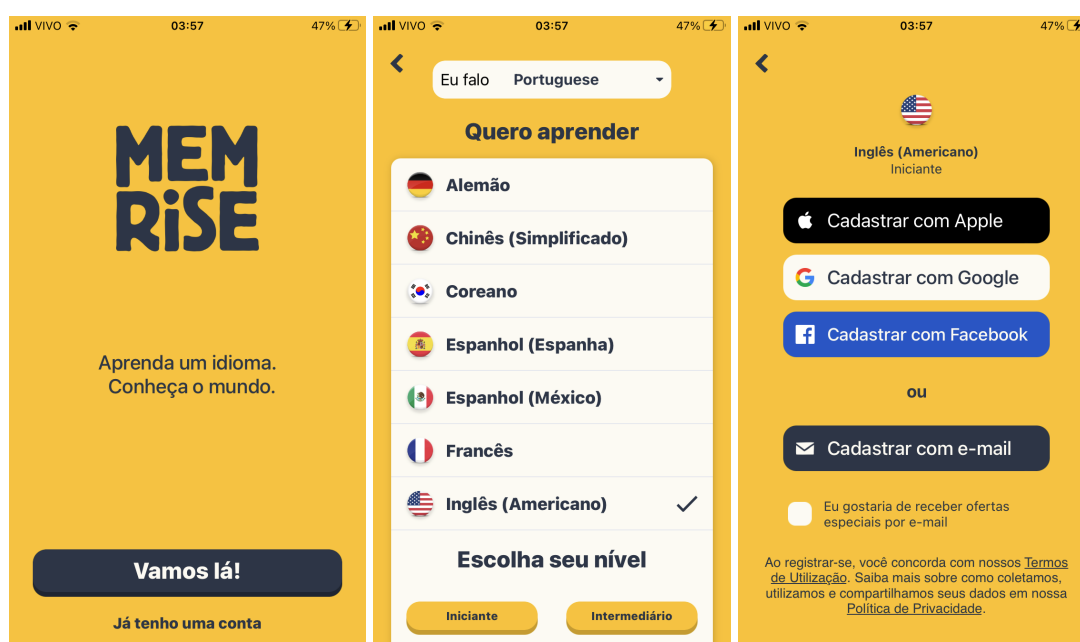 VIVO 03:57 47%
MEM
RiSE
Aprenda um idioma.
Conheça o mundo.
Vamos lá!
Já tenho uma conta
VIVO 03:57 47%
Eu falo Portuguese
Quero aprender
Alemão
Chinês (Simplificado)
Coreano
Espanhol (Espanha)
Espanhol (México)
Francês
Inglês (Americano)
Escolha seu nível
Iniciante Intermediário
VIVO 03:57 47%
Inglês (Americano)
Iniciante
Cadastrar com Apple
Cadastrar com Google
Cadastrar com Facebook
ou
Cadastrar com e-mail
Eu gostaria de receber ofertas
especiais por e-mail
Ao registrar-se, você concorda com nossos Termos
de Utilização. Saiba mais sobre como coletamos,
utilizamos e compartilhamos seus dados em nossa
Política de Privacidade.